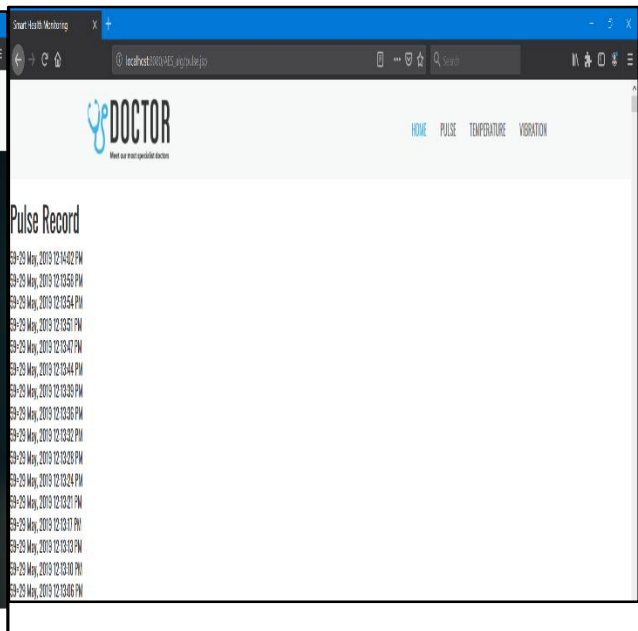 Smart Health Monitoring X +
localhost:8080/AES_alg/pulse.jsp
Search
DOCTOR
Meet our most specialist doctors
HOME PULSE TEMPERATURE VIBRATION
Pulse Record
59=29 May, 2019 12:14:02 PM
59=29 May, 2019 12:13:58 PM
59=29 May, 2019 12:13:54 PM
59=29 May, 2019 12:13:51 PM
59=29 May, 2019 12:13:47 PM
59=29 May, 2019 12:13:44 PM
59=29 May, 2019 12:13:39 PM
59=29 May, 2019 12:13:36 PM
59=29 May, 2019 12:13:32 PM
59=29 May, 2019 12:13:28 PM
59=29 May, 2019 12:13:24 PM
59=29 May, 2019 12:13:21 PM
59=29 May, 2019 12:13:17 PM
59=29 May, 2019 12:13:13 PM
59=29 May, 2019 12:13:10 PM
59=29 May, 2019 12:13:06 PM